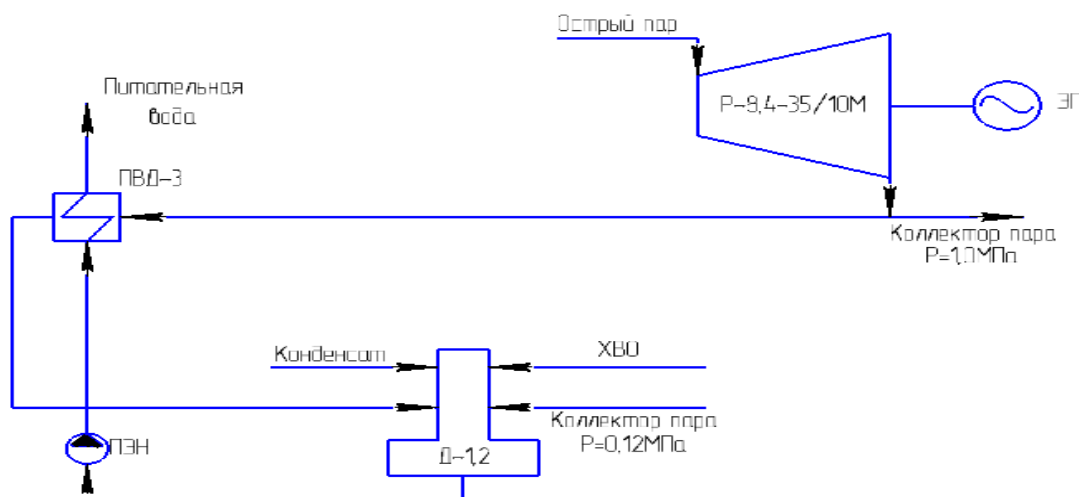 Острый пар
Питательная
вода
Р-9,4-35/10М
ЭГ
ПВД-3
Коллектор пара
Р=1,0МПа
Конденсат
ХВО
Коллектор пара
Р=0,12МПа
ПЭН
Д-1,2